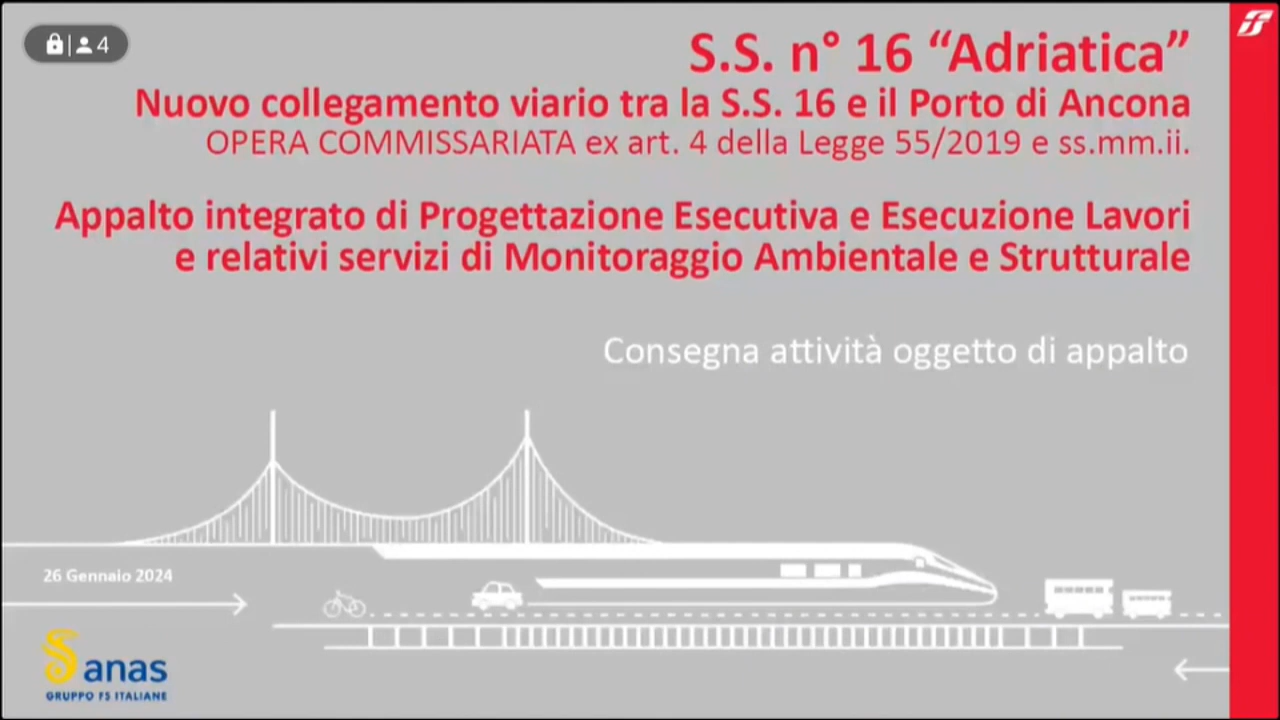 4
S.S. n° 16 “Adriatica”
Nuovo collegamento viario tra la S.S. 16 e il Porto di Ancona
OPERA COMMISSARIATA ex art. 4 della Legge 55/2019 e ss.mm.ii.
Appalto integrato di Progettazione Esecutiva e Esecuzione Lavori
e relativi servizi di Monitoraggio Ambientale e Strutturale
Consegna attività oggetto di appalto
26 Gennaio 2024
anas
GRUPPO FS ITALIANE